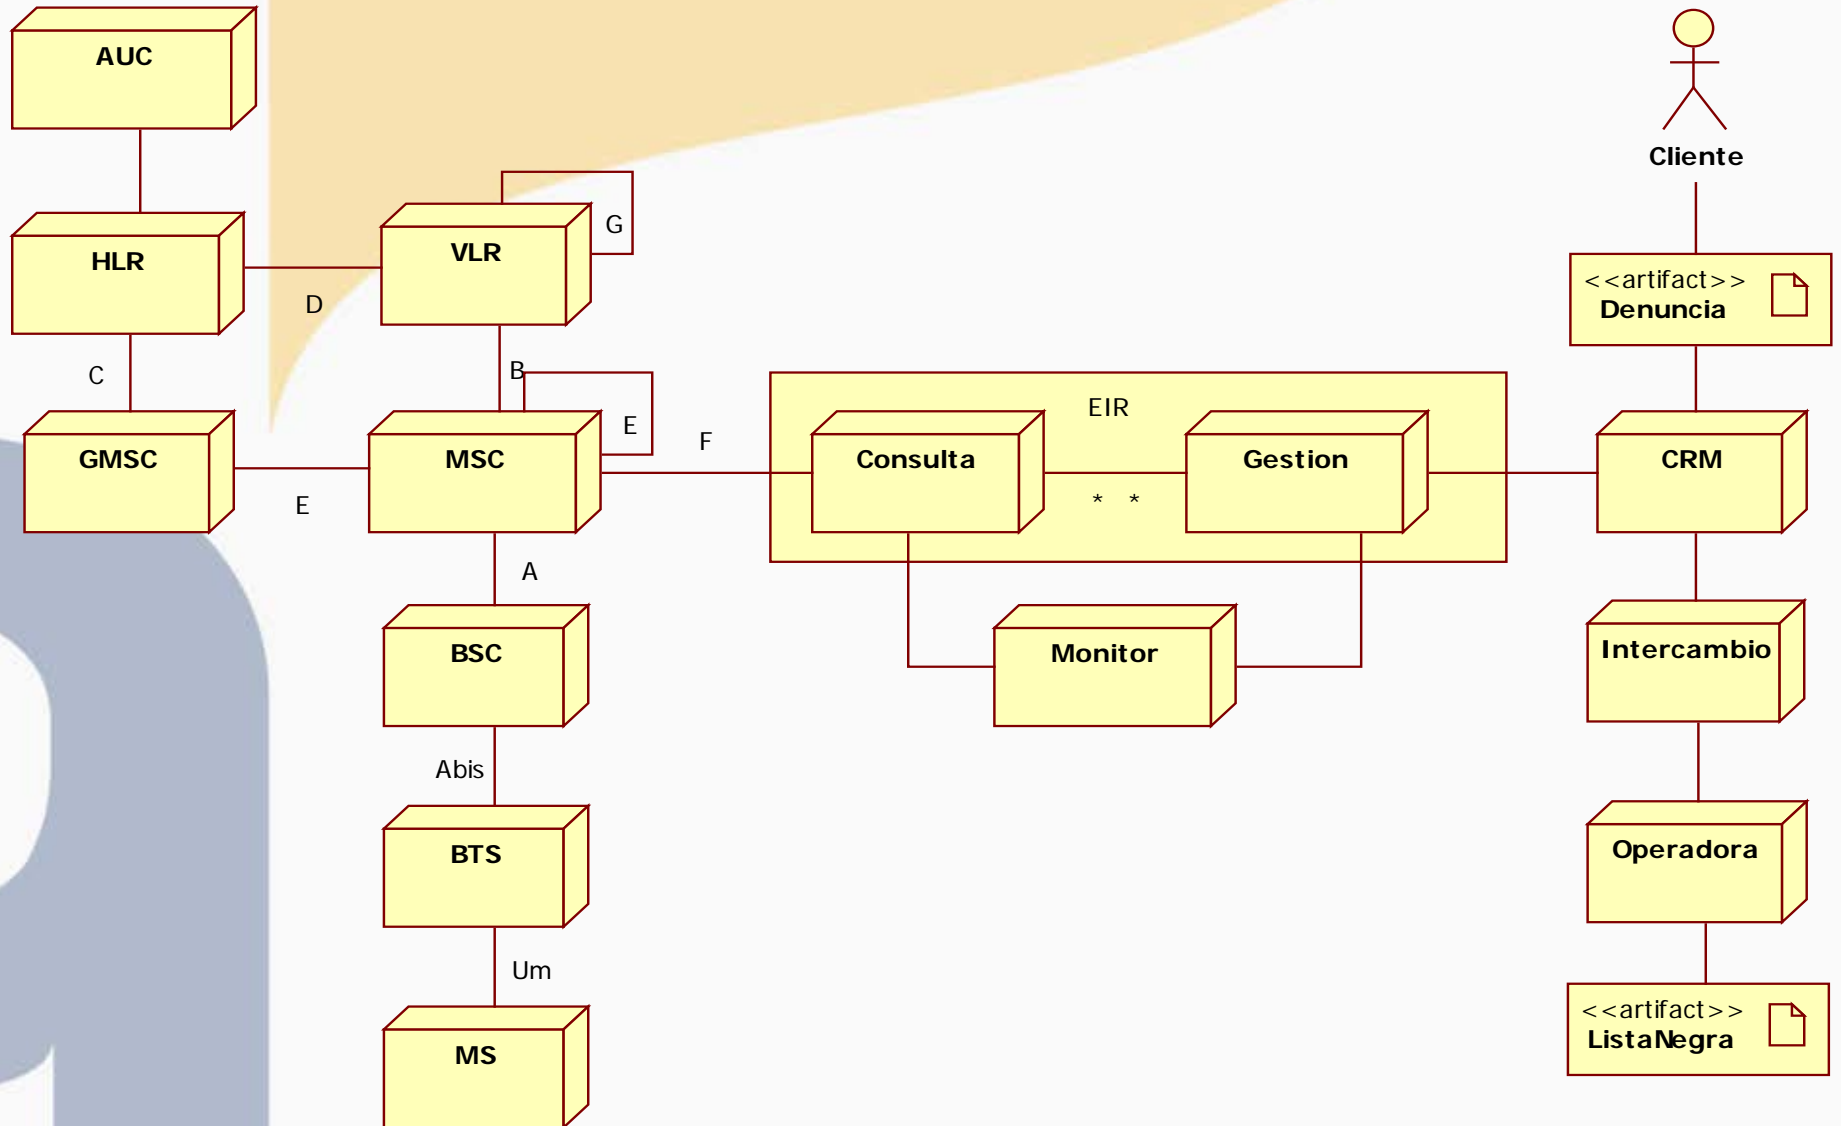 AUC
Cliente
HLR
D
VLR
G
<<artifact>>
Denuncia
C
B
GMSC
E
MSC
E
F
EIR
Consulta
* *
Gestion
CRM
A
BSC
Monitor
Intercambio
Abis
BTS
Operadora
Um
MS
<<artifact>>
ListaNegra